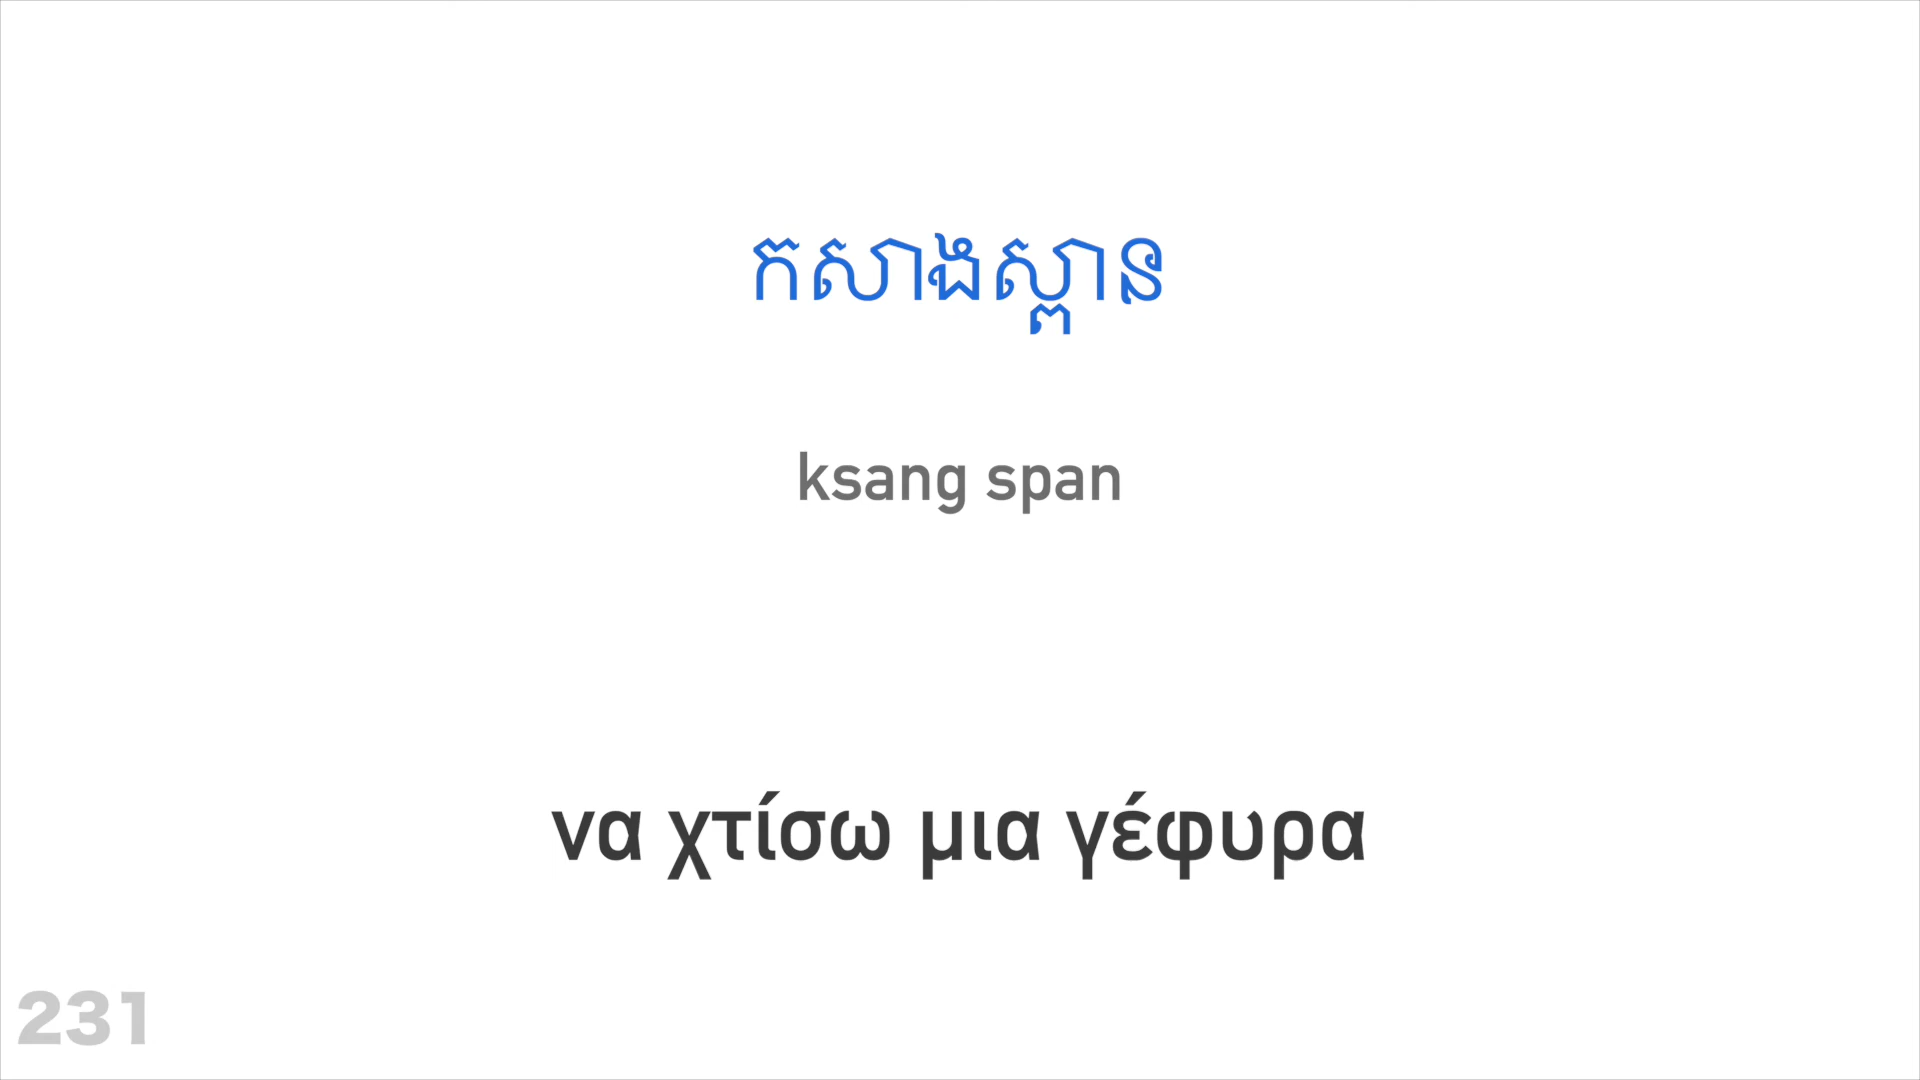 កសាងស្ពាន
ksang span
να χτίσω μια γέφυρα
231